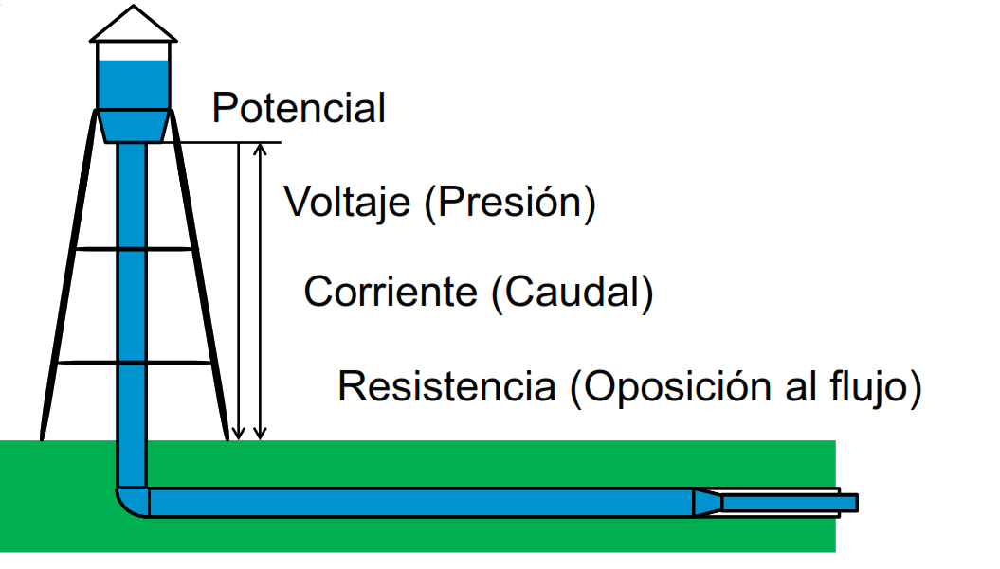 Potencial
Voltaje (Presión)
Corriente (Caudal)
Resistencia (Oposición al flujo)